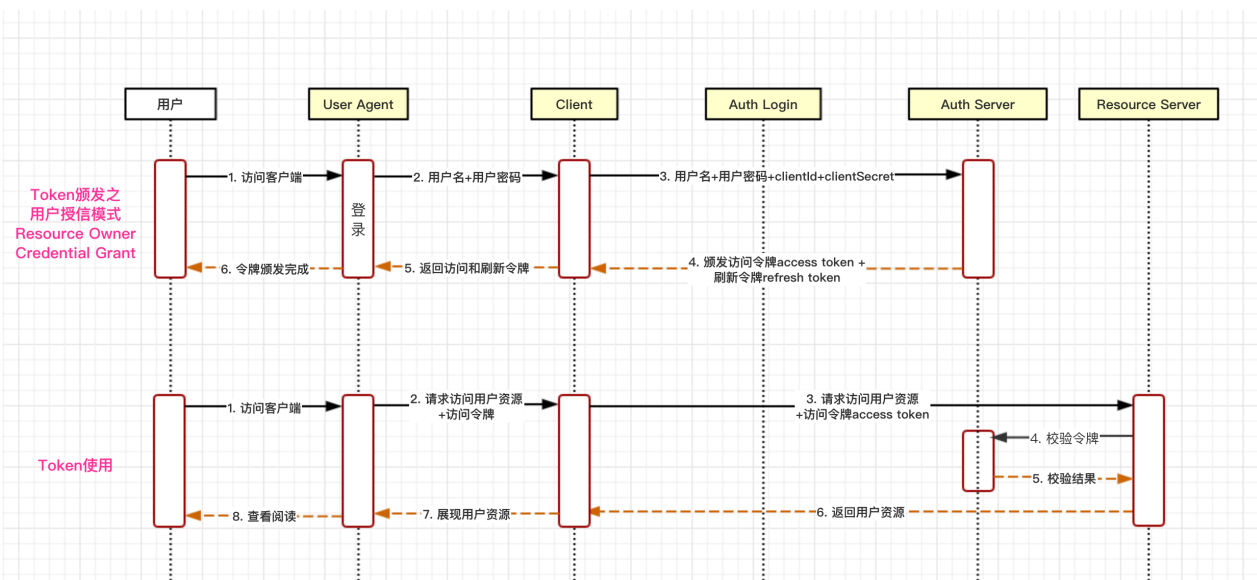 用户
User Agent
Client
Auth Login
Auth Server
Resource Server
Token颁发之
用户授信模式
Resource Owner
Credential Grant
1. 访问客户端
2. 用户名+用户密码
3. 用户名+用户密码+clientId+clientSecret
登
录
6. 令牌颁发完成
5. 返回访问和刷新令牌
4. 颁发访问令牌access token +
刷新令牌refresh token
Token使用
1. 访问客户端
2. 请求访问用户资源
+访问令牌
3. 请求访问用户资源
+访问令牌access token
4. 校验令牌
5. 校验结果
8. 查看阅读
7. 展现用户资源
6. 返回用户资源